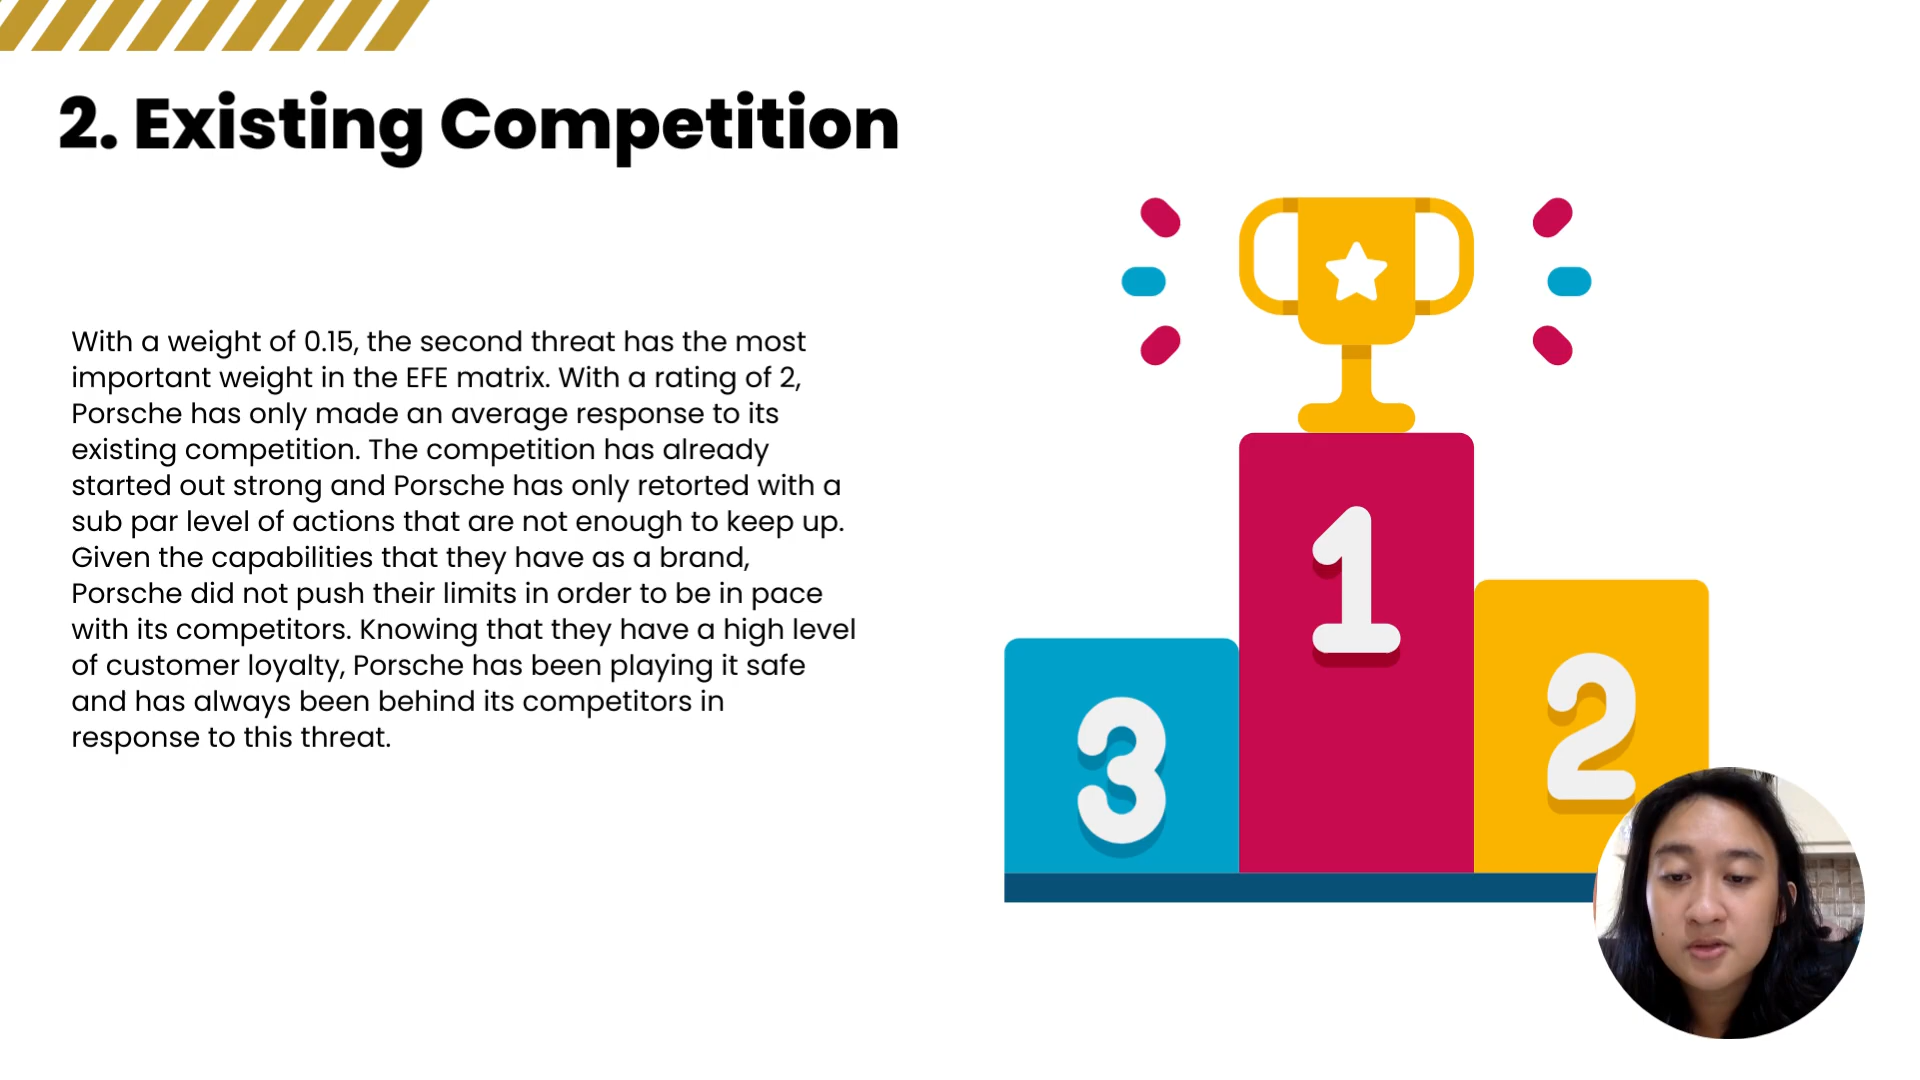 2. Existing Competition
With a weight of 0.15, the second threat has the most
important weight in the EFE matrix. With a rating of 2,
Porsche has only made an average response to its
existing competition. The competition has already
started out strong and Porsche has only retorted with a
sub par level of actions that are not enough to keep up.
Given the capabilities that they have as a brand,
Porsche did not push their limits in order to be in pace
with its competitors. Knowing that they have a high level
of customer loyalty, Porsche has been playing it safe
and has always been behind its competitors in
response to this threat.
3
1
2